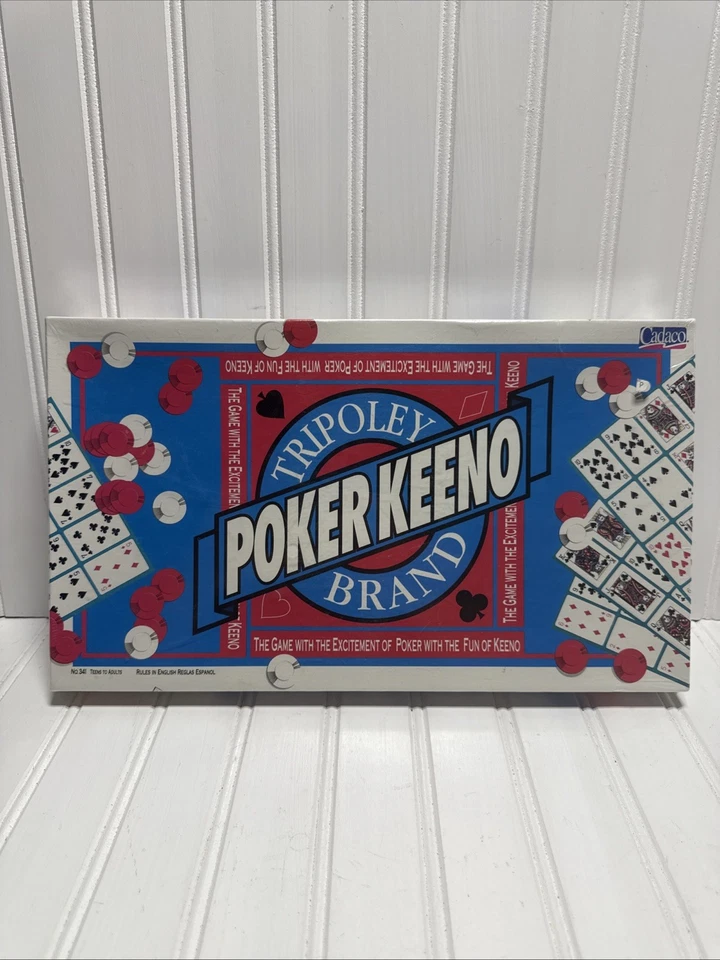 Cadaco
THE GAME WITH THE EXCITEMENT OF POKER WITH THE FUN OF KEENO
THE GAME WITH THE EXCITEMEN
KEENO
KEENO
THE GAME WITH THE EXCITEMEN
TRIPOLEY
POKER KEENO
BRAND
THE GAME WITH THE EXCITEMENT OF POKER WITH THE FUN OF KEENO
NO.341 TEENS TO ADULTS RULES IN ENGLISH REGLAS ESPANOL